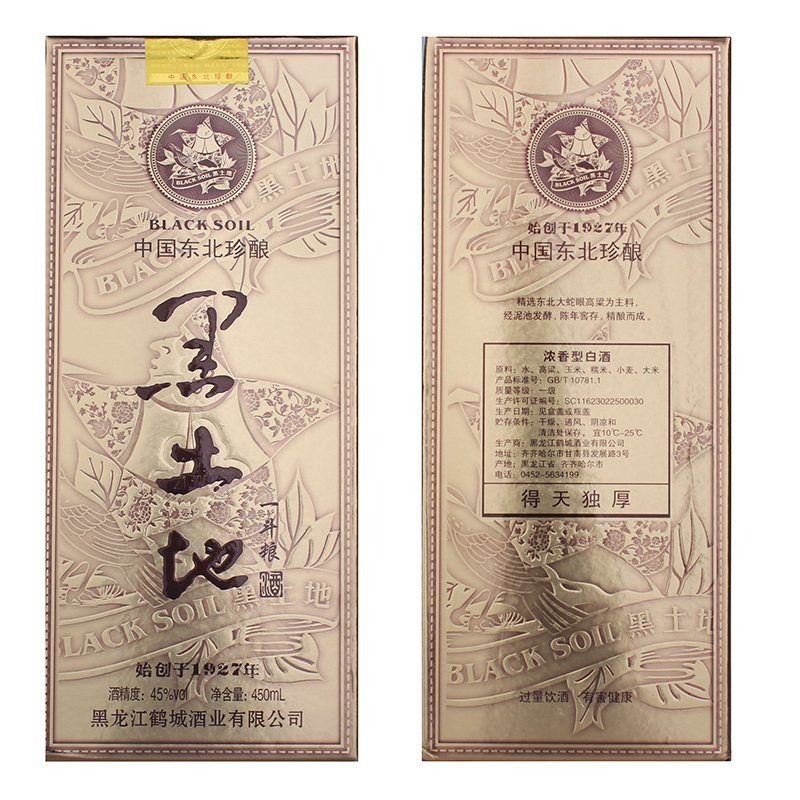 中国东北珍酿
BLACK SOIL 黑土地
BLACK SOIL
中国东北珍酿
黑土地
一斗粮
酒
BLACK SOIL 黑土地
始创于1927年
酒精度：45%vol 净含量：450mL
黑龙江鹤城酒业有限公司
BLACK SOIL 黑土地
BLACK SOIL 黑土地
始创于1927年
中国东北珍酿
精选东北大蛇眼高粱为主料，
经泥池发酵，陈年窖存，精酿而成。
浓香型白酒
原料：水、高粱、玉米、糯米、小麦、大米
产品标准号：GB/T 10781.1
质量等级：一级
生产许可证编号：SC11623022500030
生产日期：见盒盖或瓶盖
贮存条件：干燥、通风、阴凉和
清洁处保存，宜10℃-25℃
生产商：黑龙江鹤城酒业有限公司
地址：齐齐哈尔市甘南县发展路3号
产地：黑龙江省 齐齐哈尔市
电话：0452-5634199
得天独厚
BLACK SOIL 黑土地
过量饮酒 有害健康